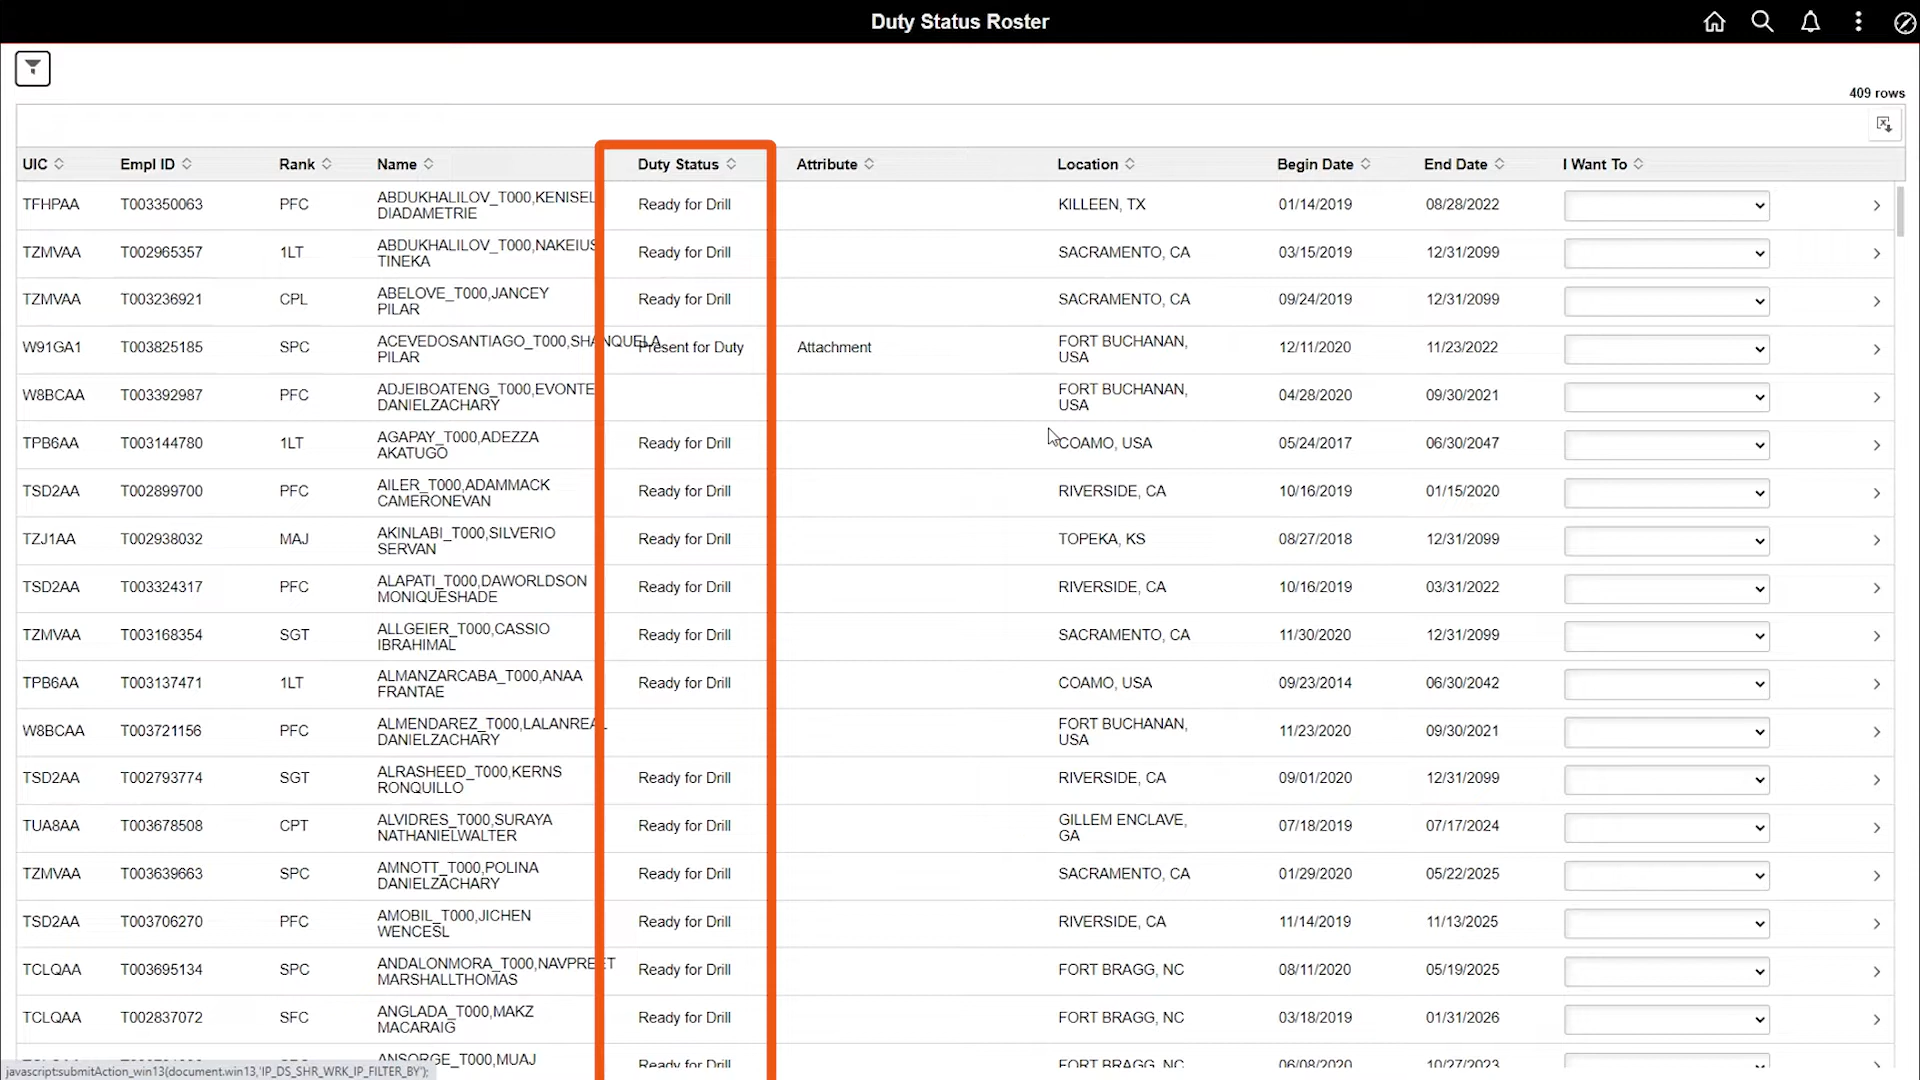 Duty Status Roster
409 rows
UIC Empl ID Rank Name Duty Status Attribute Location Begin Date End Date I Want To
TFHPAA T003350063 PFC ABDUKHALILOV_T000,KENISEL Ready for Drill KILLEEN, TX 01/14/2019 08/28/2022
DIADAMETRIE
TZMVAA T002965357 1LT ABDUKHALILOV_T000,NAKEIUS Ready for Drill SACRAMENTO, CA 03/15/2019 12/31/2099
TINEKA
TZMVAA T003236921 CPL ABELOVE_T000,JANCEY Ready for Drill SACRAMENTO, CA 09/24/2019 12/31/2099
PILAR
W91GA1 T003825185 SPC ACEVEDOSANTIAGO_T000,SHANQUELA Present for Duty Attachment FORT BUCHANAN, 12/11/2020 11/23/2022
PILAR USA
W8BCAA T003392987 PFC ADJEIBOATENG_T000,EVONTE FORT BUCHANAN, 04/28/2020 09/30/2021
DANIELZACHARY USA
TPB6AA T003144780 1LT AGAPAY_T000,ADEZZA Ready for Drill COAMO, USA 05/24/2017 06/30/2047
AKATUGO
TSD2AA T002899700 PFC AILER_T000,ADAMMACK Ready for Drill RIVERSIDE, CA 10/16/2019 01/15/2020
CAMERONEVAN
TZJ1AA T002938032 MAJ AKINLABI_T000,SILVERIO Ready for Drill TOPEKA, KS 08/27/2018 12/31/2099
SERVAN
TSD2AA T003324317 PFC ALAPATI_T000,DAWORLDSON Ready for Drill RIVERSIDE, CA 10/16/2019 03/31/2022
MONIQUESHADE
TZMVAA T003168354 SGT ALLGEIER_T000,CASSIO Ready for Drill SACRAMENTO, CA 11/30/2020 12/31/2099
IBRAHIMAL
TPB6AA T003137471 1LT ALMANZARCABA_T000,ANAA Ready for Drill COAMO, USA 09/23/2014 06/30/2042
FRANTAE
W8BCAA T003721156 PFC ALMENDAREZ_T000,LALANREAL FORT BUCHANAN, 11/23/2020 09/30/2021
DANIELZACHARY USA
TSD2AA T002793774 SGT ALRASHEED_T000,KERNS Ready for Drill RIVERSIDE, CA 09/01/2020 12/31/2099
RONQUILLO
TUA8AA T003678508 CPT ALVIDRES_T000,SURAYA Ready for Drill GILLEM ENCLAVE, 07/18/2019 07/17/2024
NATHANIELWALTER GA
TZMVAA T003639663 SPC AMNOTT_T000,POLINA Ready for Drill SACRAMENTO, CA 01/29/2020 05/22/2025
DANIELZACHARY
TSD2AA T003706270 PFC AMOBIL_T000,JICHEN Ready for Drill RIVERSIDE, CA 11/14/2019 11/13/2025
WENCESL
TCLQAA T003695134 SPC ANDALONMORA_T000,NAVPREET Ready for Drill FORT BRAGG, NC 08/11/2020 05/19/2025
MARSHALLTHOMAS
TCLQAA T002837072 SFC ANGLADA_T000,MAKZ Ready for Drill FORT BRAGG, NC 03/18/2019 01/31/2026
MACARAIG
ANSORGE_T000,MUAJ Ready for Drill FORT BRAGG, NC 06/08/2020 10/27/2023
javascript:submitAction_win13(document.win13,'IP_DS_SHR_WRK_IP_FILTER_BY');